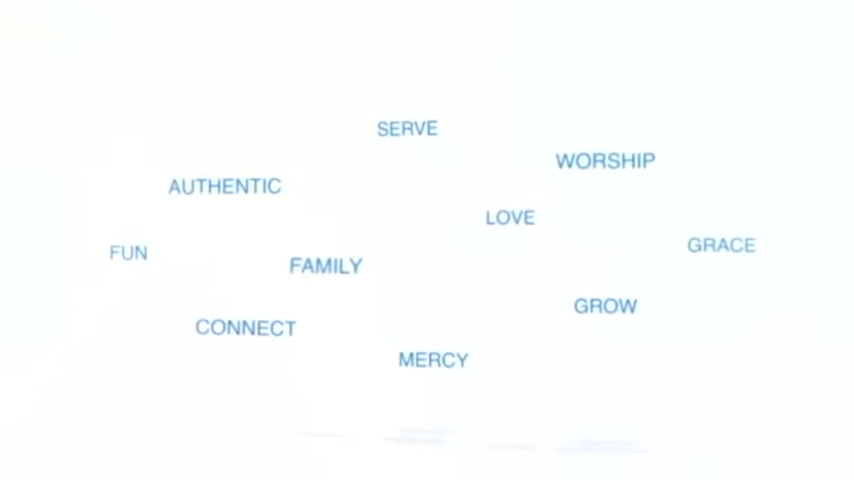 SERVE
WORSHIP
AUTHENTIC
LOVE
GRACE
FUN
FAMILY
GROW
CONNECT
MERCY